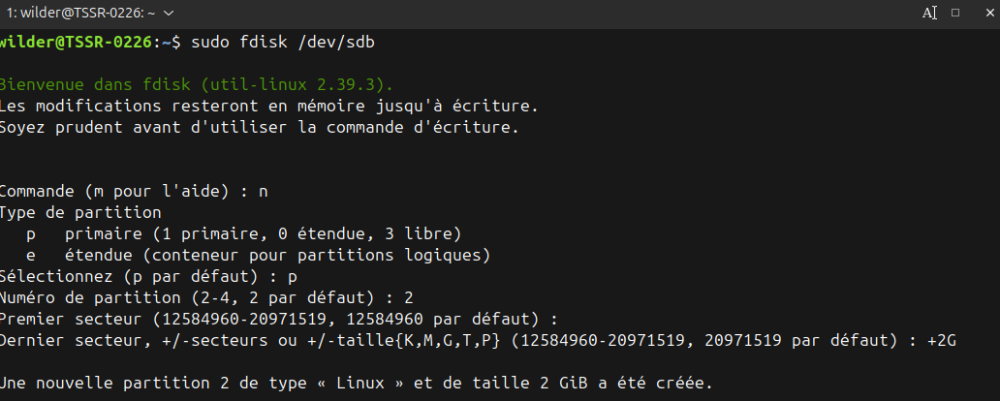 1: wilder@TSSR-0226: ~
wilder@TSSR-0226:~$ sudo fdisk /dev/sdb
Bienvenue dans fdisk (util-linux 2.39.3).
Les modifications resteront en mémoire jusqu'à écriture.
Soyez prudent avant d'utiliser la commande d'écriture.
Commande (m pour l'aide) : n
Type de partition
p   primaire (1 primaire, 0 étendue, 3 libre)
e   étendue (conteneur pour partitions logiques)
Sélectionnez (p par défaut) : p
Numéro de partition (2-4, 2 par défaut) : 2
Premier secteur (12584960-20971519, 12584960 par défaut) :
Dernier secteur, +/-secteurs ou +/-taille{K,M,G,T,P} (12584960-20971519, 20971519 par défaut) : +2G
Une nouvelle partition 2 de type « Linux » et de taille 2 GiB a été créée.